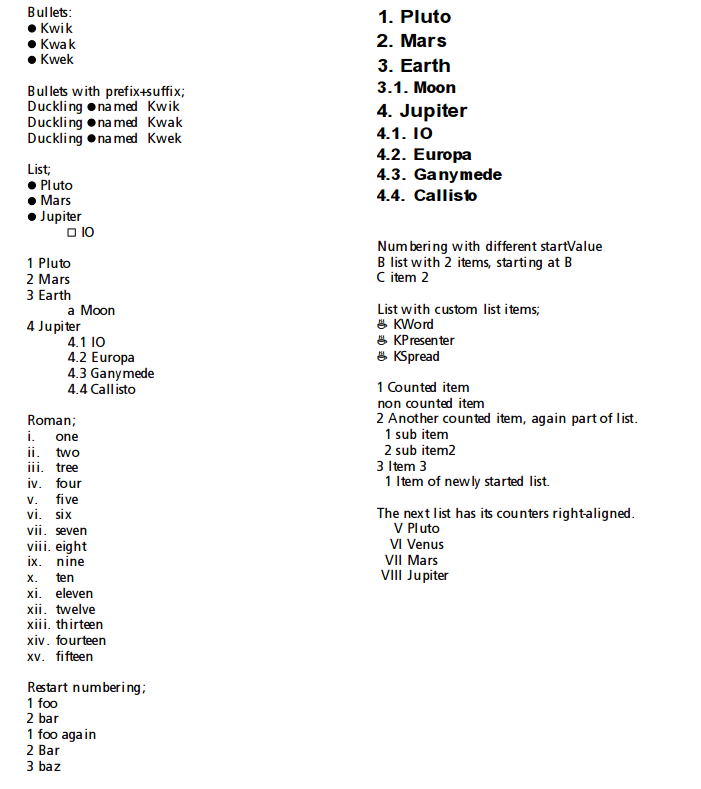 Bullets:
● Kwik
● Kwak
● Kwek
Bullets with prefix+suffix;
Duckling ●named Kwik
Duckling ●named Kwak
Duckling ●named Kwek
List;
● Pluto
● Mars
● Jupiter
□ IO
1 Pluto
2 Mars
3 Earth
a Moon
4 Jupiter
4.1 IO
4.2 Europa
4.3 Ganymede
4.4 Callisto
Roman;
i. one
ii. two
iii. tree
iv. four
v. five
vi. six
vii. seven
viii. eight
ix. nine
x. ten
xi. eleven
xii. twelve
xiii. thirteen
xiv. fourteen
xv. fifteen
Restart numbering;
1 foo
2 bar
1 foo again
2 Bar
3 baz
1. Pluto
2. Mars
3. Earth
3.1. Moon
4. Jupiter
4.1. IO
4.2. Europa
4.3. Ganymede
4.4. Callisto
Numbering with different startValue
B list with 2 items, starting at B
C item 2
List with custom list items;
♨ KWord
♨ KPresenter
♨ KSpread
1 Counted item
non counted item
2 Another counted item, again part of list.
1 sub item
2 sub item2
3 Item 3
1 Item of newly started list.
The next list has its counters right-aligned.
V Pluto
VI Venus
VII Mars
VIII Jupiter